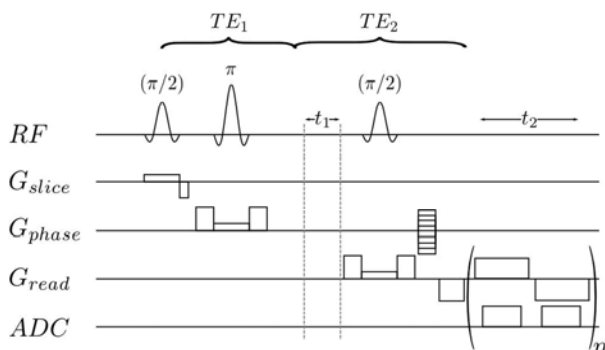 TE₁ TE₂
(π/2) π (π/2)
RF t₁ t₂
G_slice
G_phase
G_read
ADC
n